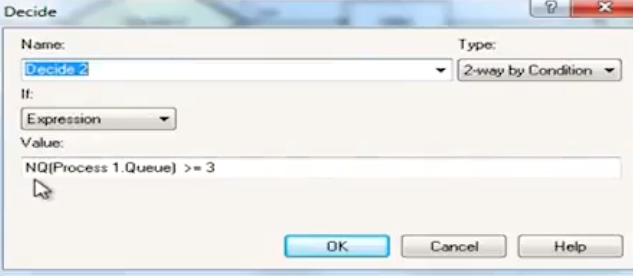 Decide
?
Name:
Type:
Decide 2
2-way by Condition
If:
Expression
Value:
NQ(Process 1.Queue) >= 3
OK
Cancel
Help